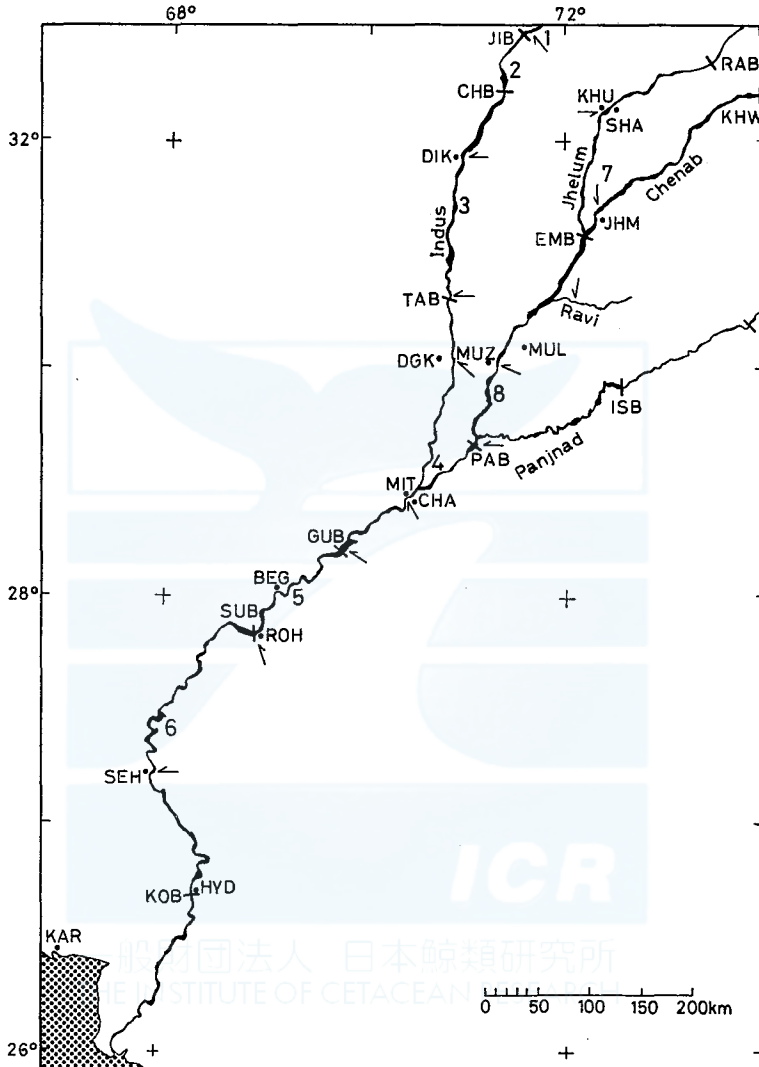 68°
72°
JIB
1
2
RAB
CHB
KHU
SHA
KHW
32°
DIK
Jhelum
7
Chenab
3
Indus
JHM
EMB
TAB
Ravi
DGK
MUZ
MUL
8
ISB
PAB
Panjnad
4
MIT
CHA
GUB
BEG
5
28°
SUB
ROH
6
SEH
ICR
HYD
KOB
KAR
一般財団法人 日本鯨類研究所
THE INSTITUTE OF CETACEAN RESEARCH
0 50 100 150 200km
26°